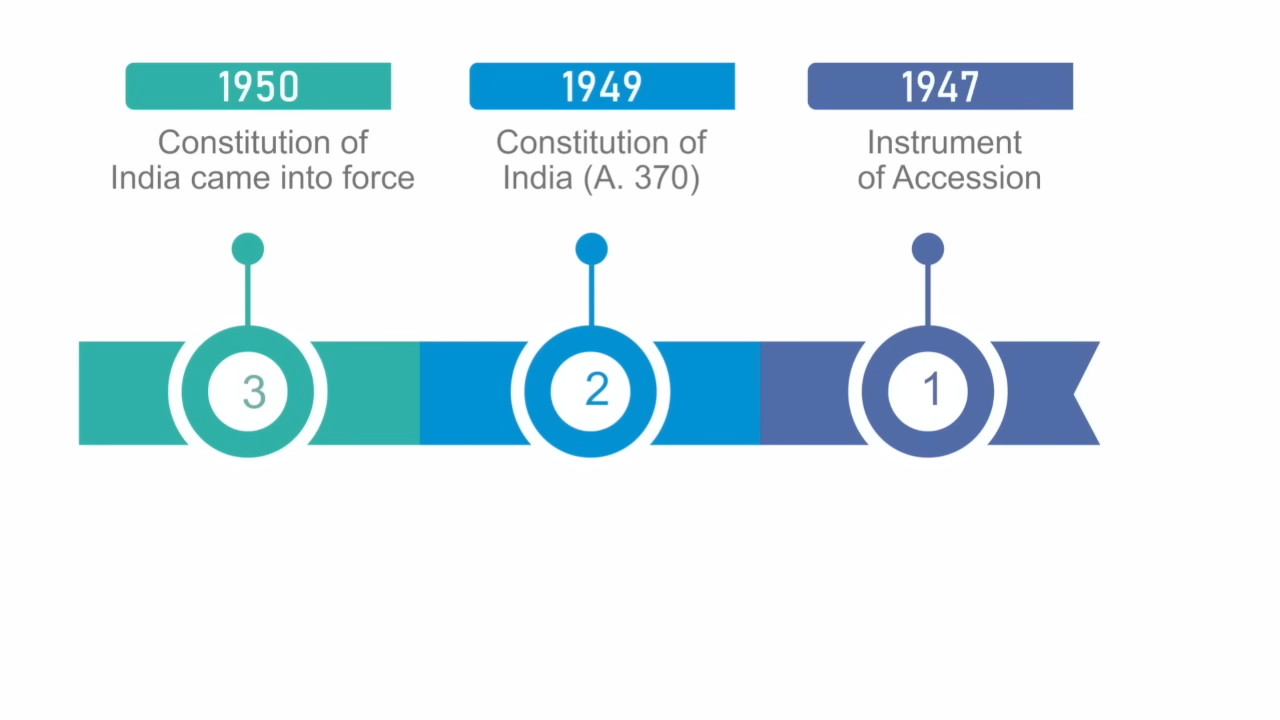 1950
Constitution of
India came into force
1949
Constitution of
India (A. 370)
1947
Instrument
of Accession
3
2
1